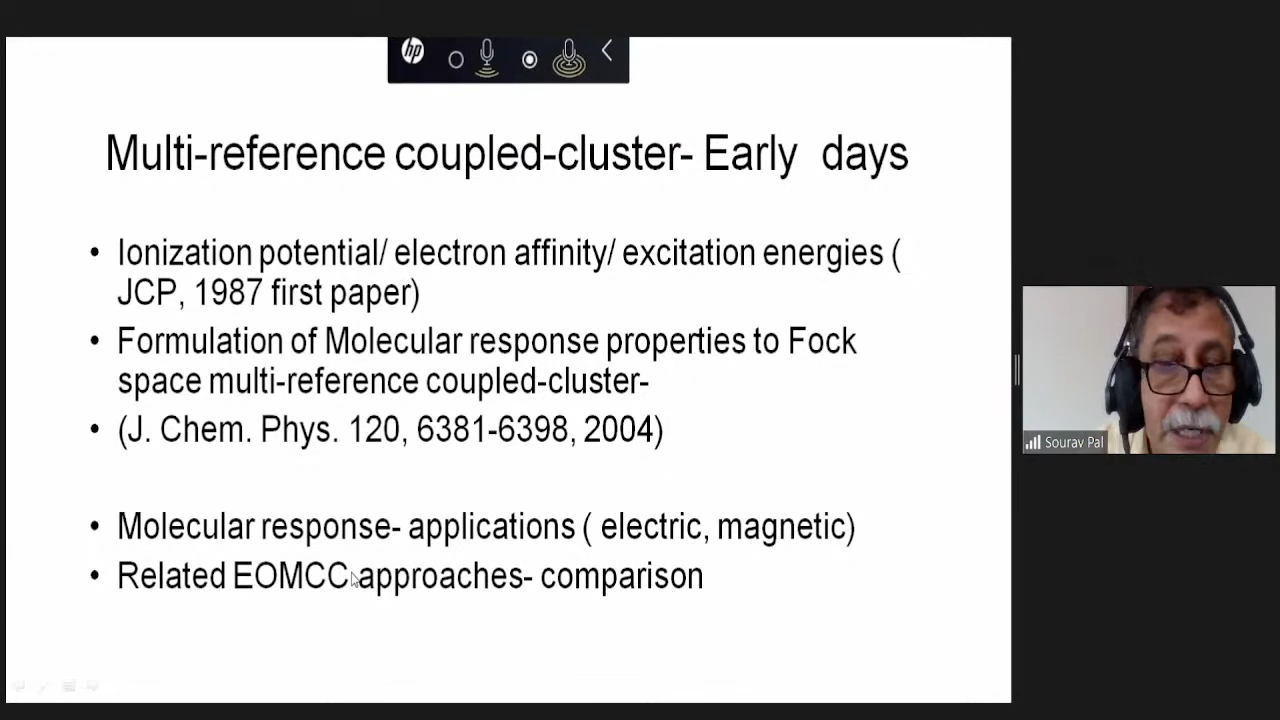 hp
Multi-reference coupled-cluster- Early days
• Ionization potential/ electron affinity/ excitation energies (
JCP, 1987 first paper)
• Formulation of Molecular response properties to Fock
space multi-reference coupled-cluster-
• (J. Chem. Phys. 120, 6381-6398, 2004)
• Molecular response- applications ( electric, magnetic)
• Related EOMCC approaches- comparison
Sourav Pal